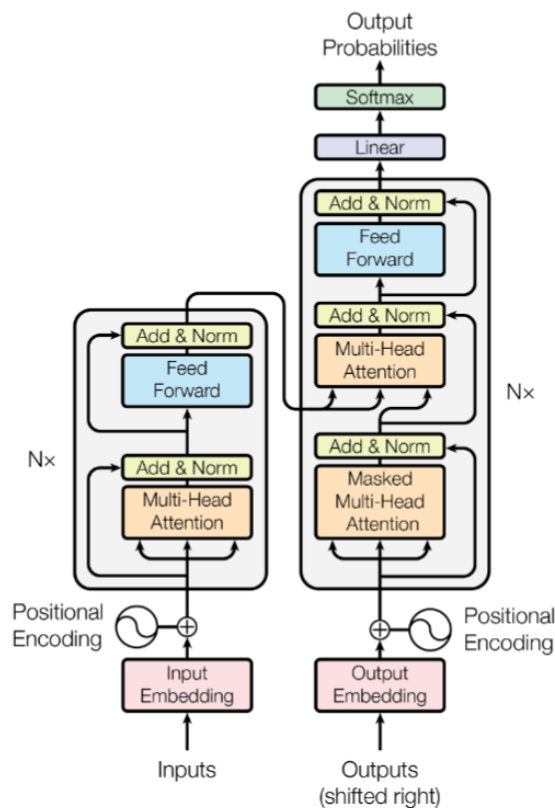 Output
Probabilities
Softmax
Linear
Add & Norm
Feed
Forward
Add & Norm
Multi-Head
Attention
Nx
Add & Norm
Masked
Multi-Head
Attention
Add & Norm
Feed
Forward
Nx
Add & Norm
Multi-Head
Attention
Positional
Encoding
Positional
Encoding
Input
Embedding
Output
Embedding
Inputs
Outputs
(shifted right)